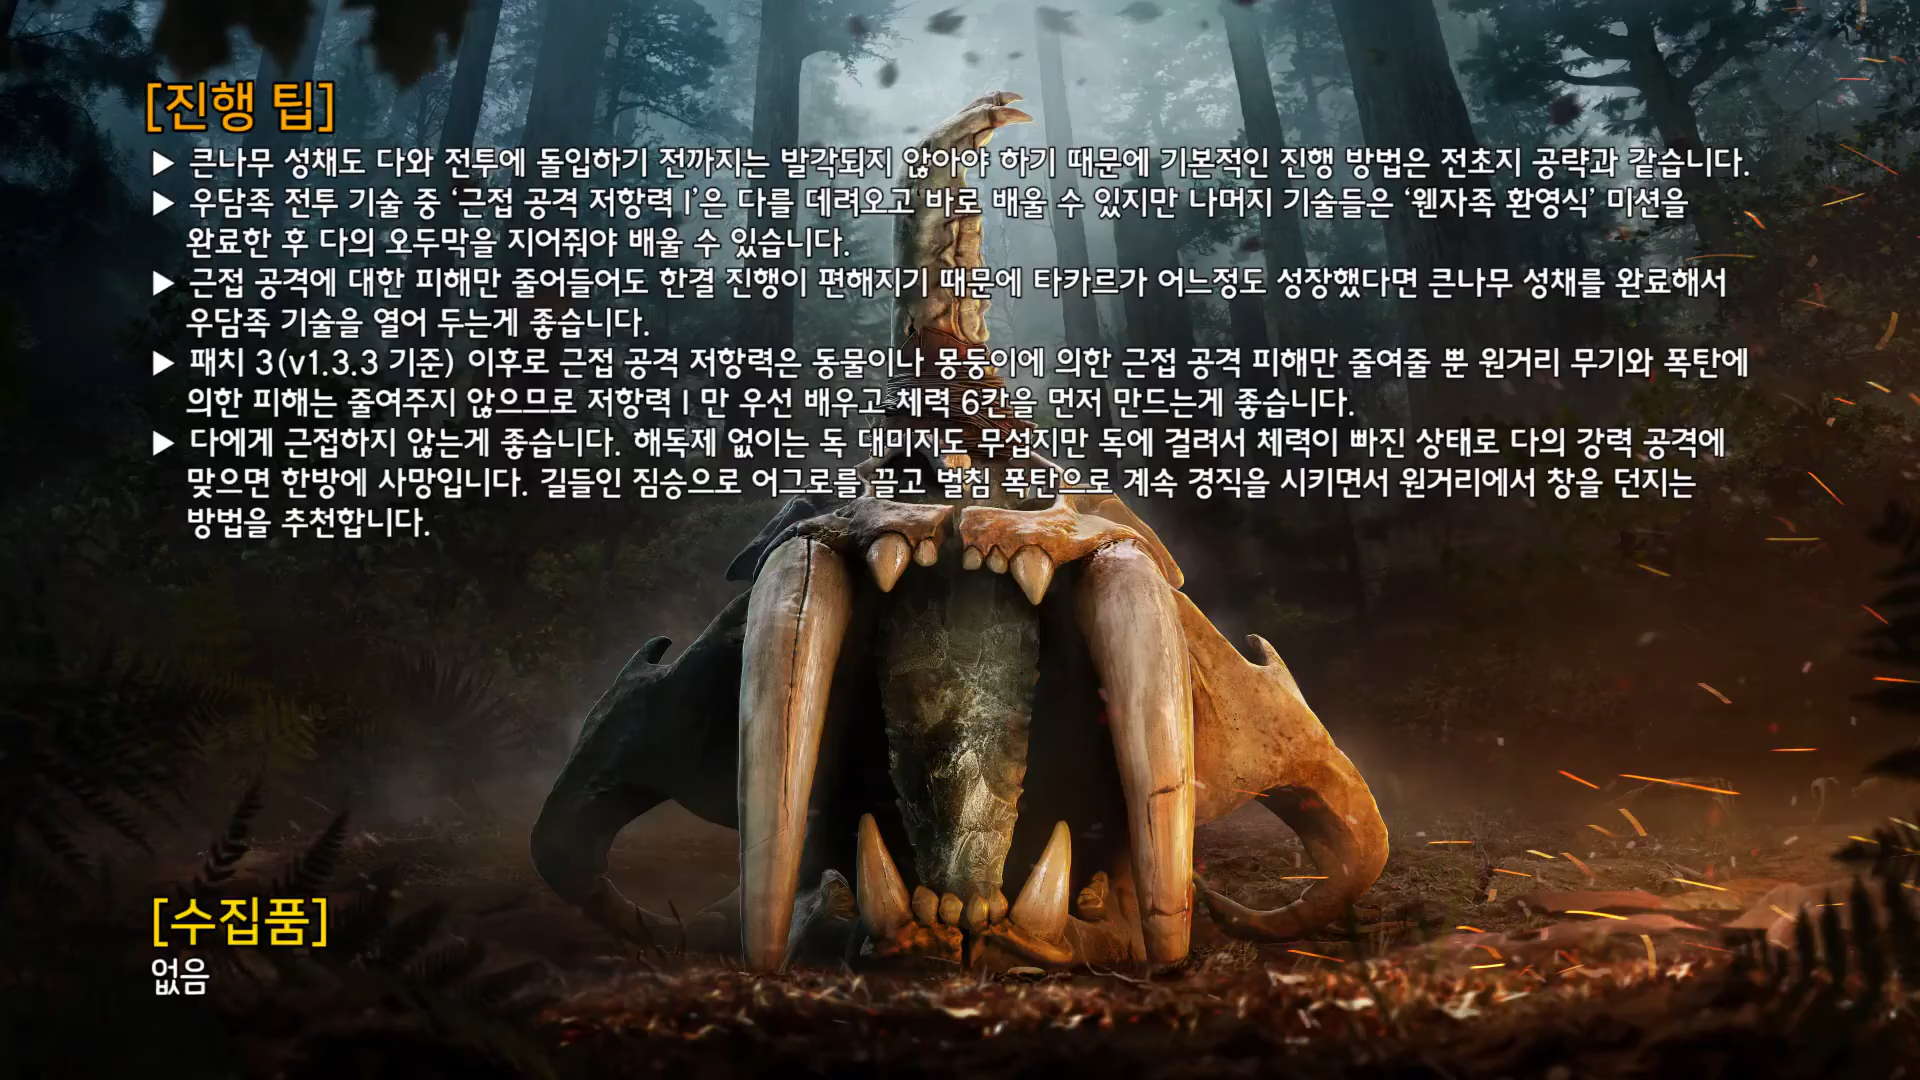 [진행 팁]
▶ 큰나무 성채도 다와 전투에 돌입하기 전까지는 발각되지 않아야 하기 때문에 기본적인 진행 방법은 전초지 공략과 같습니다.
▶ 우담족 전투 기술 중 ‘근접 공격 저항력 I’은 다를 데려오고 바로 배울 수 있지만 나머지 기술들은 ‘웬자족 환영식’ 미션을
완료한 후 다의 오두막을 지어줘야 배울 수 있습니다.
▶ 근접 공격에 대한 피해만 줄어들어도 한결 진행이 편해지기 때문에 타카르가 어느정도 성장했다면 큰나무 성채를 완료해서
우담족 기술을 열어 두는게 좋습니다.
▶ 패치 3(v1.3.3 기준) 이후로 근접 공격 저항력은 동물이나 몽둥이에 의한 근접 공격 피해만 줄여줄 뿐 원거리 무기와 폭탄에
의한 피해는 줄여주지 않으므로 저항력 I 만 우선 배우고 체력 6칸을 먼저 만드는게 좋습니다.
▶ 다에게 근접하지 않는게 좋습니다. 해독제 없이는 독 대미지도 무섭지만 독에 걸려서 체력이 빠진 상태로 다의 강력 공격에
맞으면 한방에 사망입니다. 길들인 짐승으로 어그로를 끌고 벌침 폭탄으로 계속 경직을 시키면서 원거리에서 창을 던지는
방법을 추천합니다.
[수집품]
없음